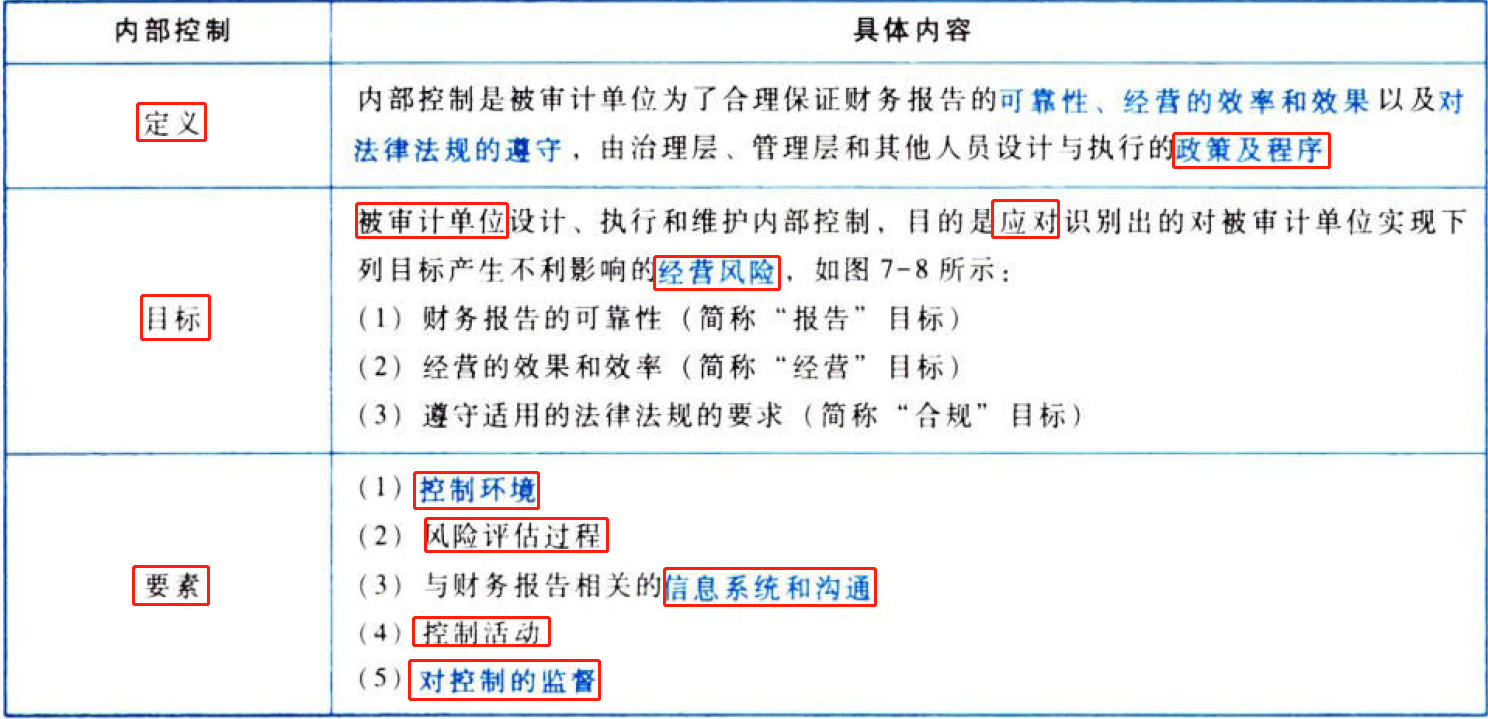 内部控制
具体内容
定义
内部控制是被审计单位为了合理保证财务报告的可靠性、经营的效率和效果以及对
法律法规的遵守，由治理层、管理层和其他人员设计与执行的政策及程序
目标
被审计单位设计、执行和维护内部控制，目的是应对识别出的对被审计单位实现下
列目标产生不利影响的经营风险，如图7-8所示：
（1）财务报告的可靠性（简称“报告”目标）
（2）经营的效果和效率（简称“经营”目标）
（3）遵守适用的法律法规的要求（简称“合规”目标）
要素
（1）控制环境
（2）风险评估过程
（3）与财务报告相关的信息系统和沟通
（4）控制活动
（5）对控制的监督